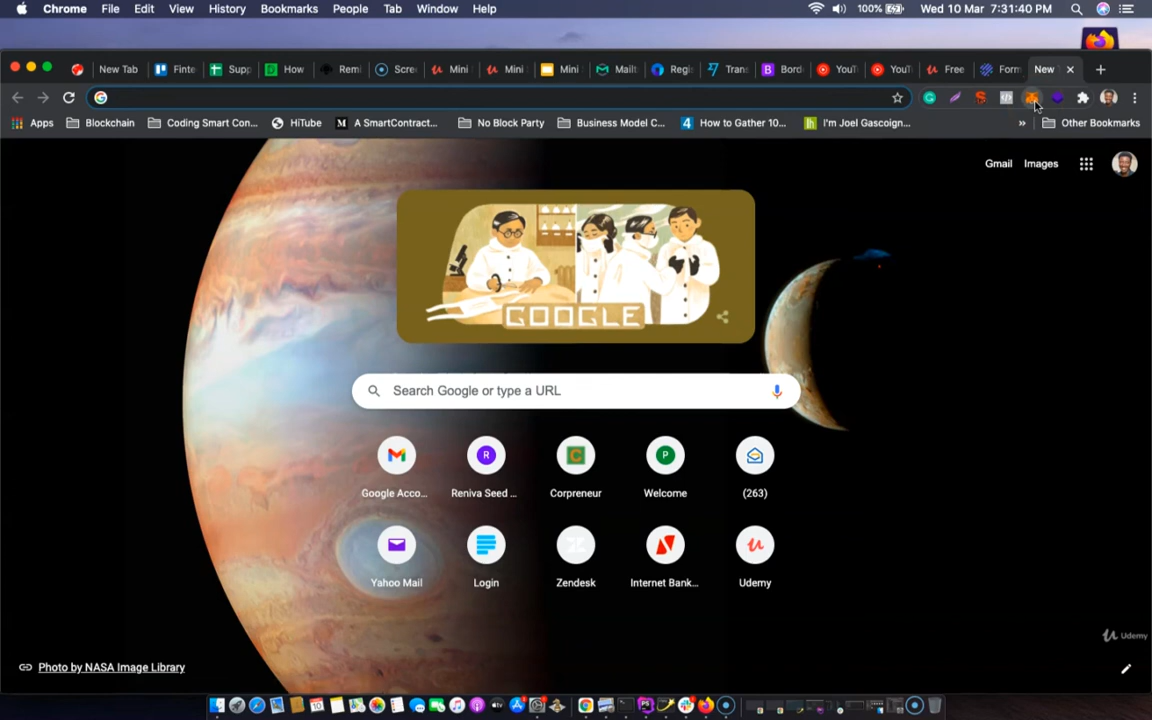 Chrome File Edit View History Bookmarks People Tab Window Help 100% Wed 10 Mar 7:31:40 PM
New Tab Finte Supp How Remi Scre Mini Mini Mini Mailt Regis Trans Bord YouT YouT Free Form New
Apps Blockchain Coding Smart Con... HiTube A SmartContract... No Block Party Business Model C... How to Gather 10... I'm Joel Gascoign... » Other Bookmarks
Gmail Images
GOOGLE
Search Google or type a URL
Google Acco... Reniva Seed ... Corpreneur Welcome (263)
Yahoo Mail Login Zendesk Internet Bank... Udemy
Udemy
Photo by NASA Image Library